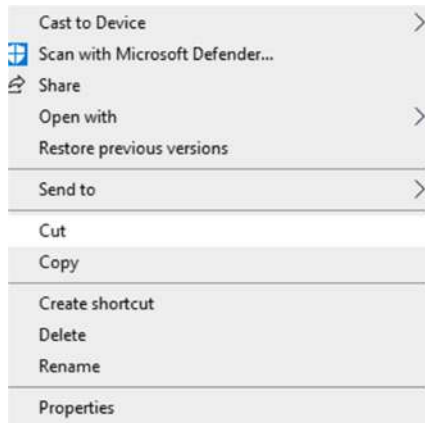 Cast to Device
Scan with Microsoft Defender...
Share
Open with
Restore previous versions
Send to
Cut
Copy
Create shortcut
Delete
Rename
Properties